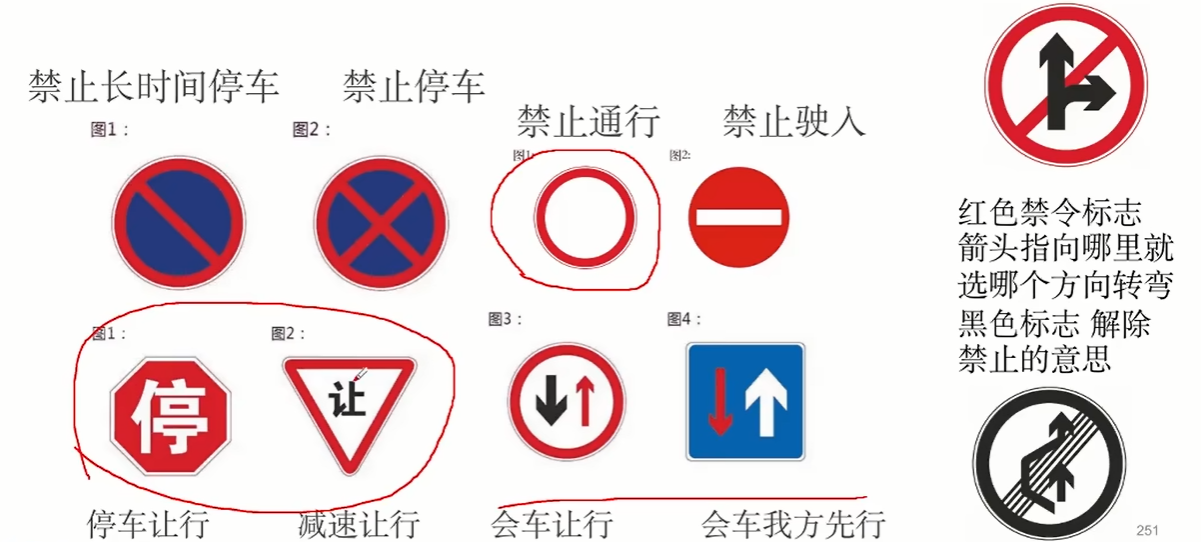 禁止长时间停车
禁止停车
禁止通行
禁止驶入
图1：
图2：
图1:
图2:
红色禁令标志
箭头指向哪里就
选哪个方向转弯
黑色标志 解除
禁止的意思
图1：
图2：
图3：
图4：
停
让
停车让行
减速让行
会车让行
会车我方先行
251